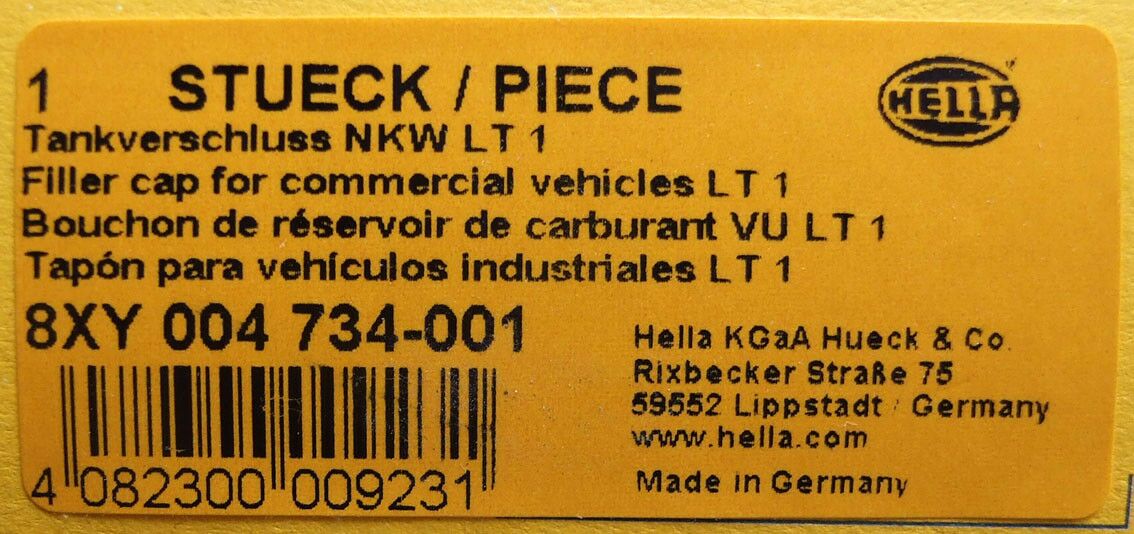 1 STUECK / PIECE
HELLA
Tankverschluss NKW LT 1
Filler cap for commercial vehicles LT 1
Bouchon de réservoir de carburant VU LT 1
Tapón para vehículos industriales LT 1
8XY 004 734-001
4 082300 009231
Hella KGaA Hueck & Co.
Rixbecker Straße 75
59552 Lippstadt / Germany
www.hella.com
Made in Germany